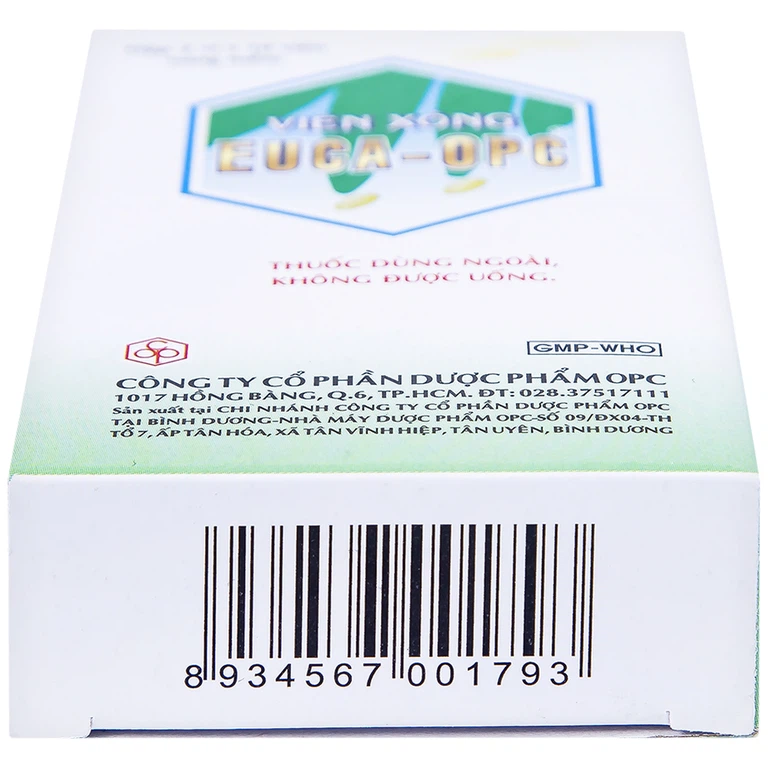 VIÊN XÔNG
EUCA-OPC
THUỐC DÙNG NGOÀI,
KHÔNG ĐƯỢC UỐNG.
OPC
GMP-WHO
CÔNG TY CỔ PHẦN DƯỢC PHẨM OPC
1017 HỒNG BÀNG, Q.6, TP.HCM. ĐT: 028.37517111
Sản xuất tại CHI NHÁNH CÔNG TY CỔ PHẦN DƯỢC PHẨM OPC
TẠI BÌNH DƯƠNG-NHÀ MÁY DƯỢC PHẨM OPC-SỐ 09/ĐX04-TH
TỔ 7, ẤP TÂN HÓA, XÃ TÂN VĨNH HIỆP, TÂN UYÊN, BÌNH DƯƠNG
8 934567 001793